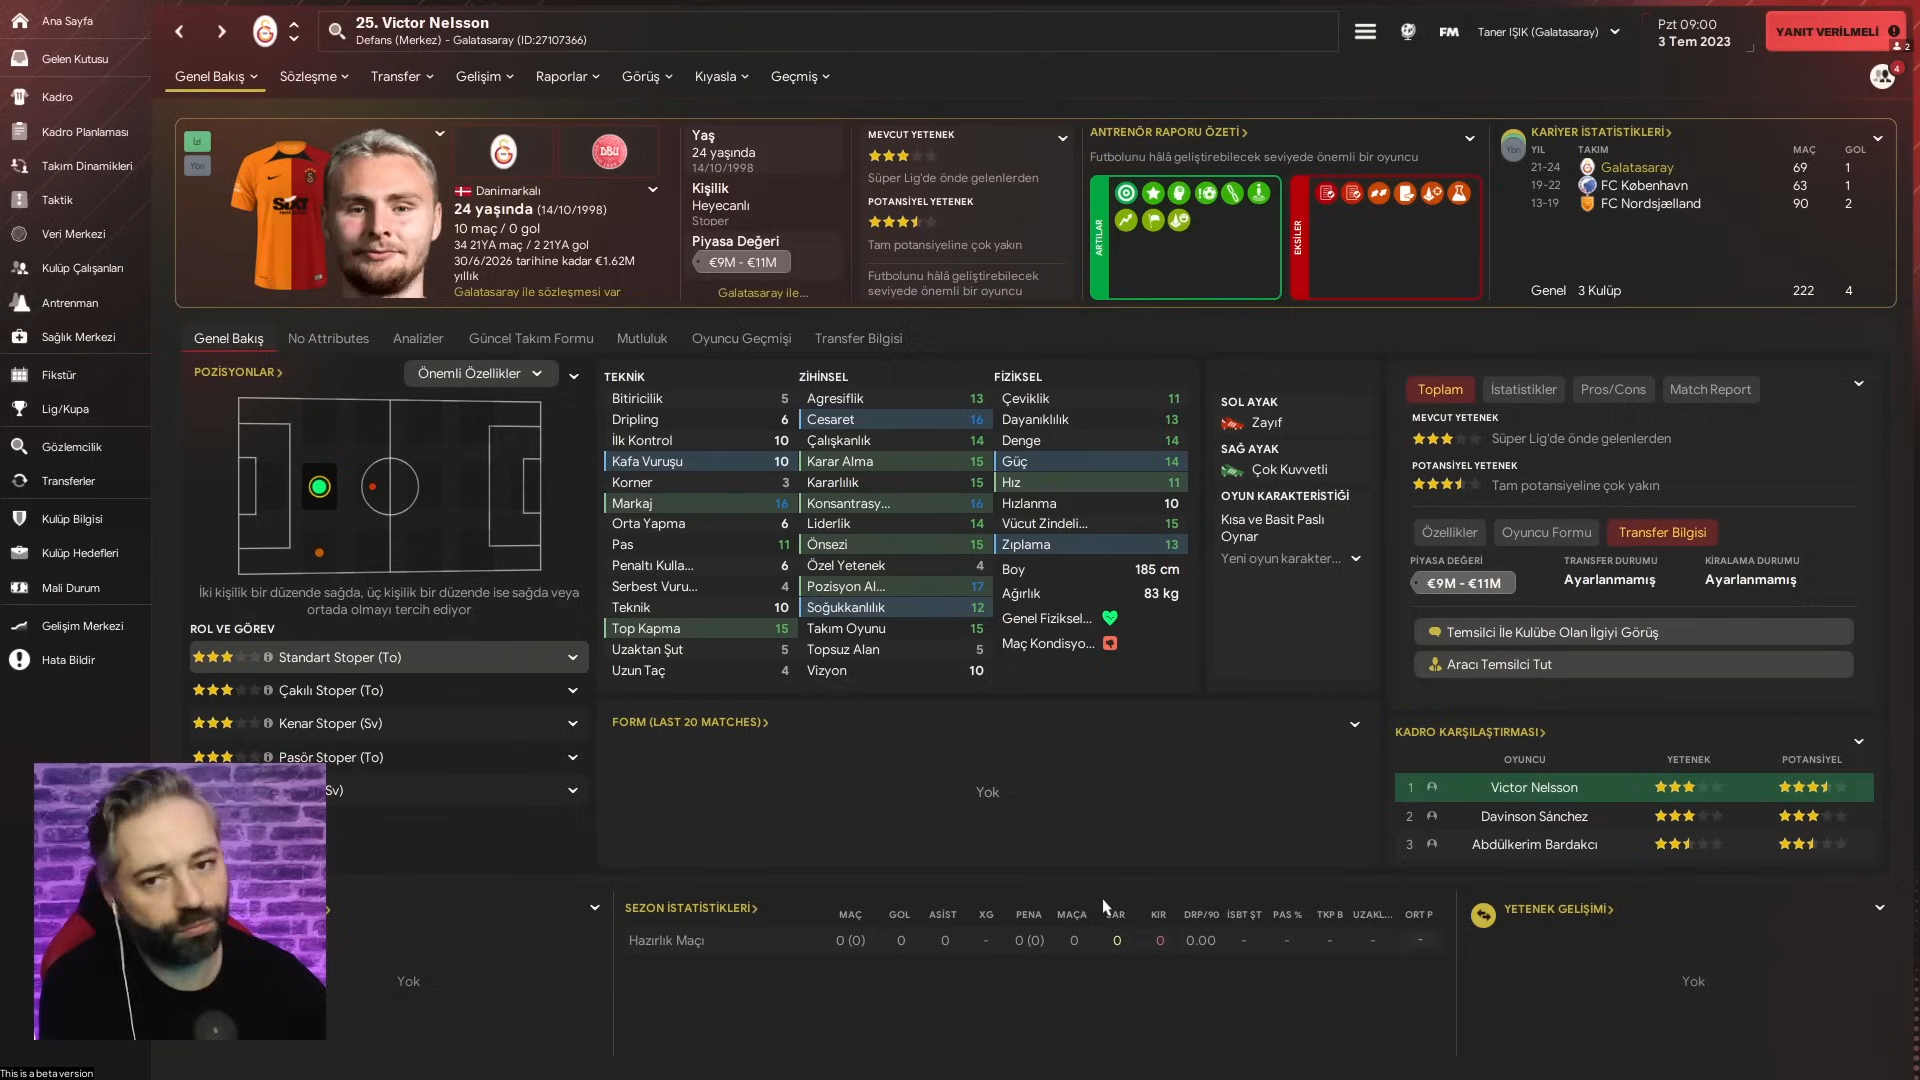 Ana Sayfa
Gelen Kutusu
Kadro
Kadro Planlaması
Takım Dinamikleri
Taktik
Veri Merkezi
Kulüp Çalışanları
Antrenman
Sağlık Merkezi
Fikstür
Lig/Kupa
Gözlemcilik
Transferler
Kulüp Bilgisi
Kulüp Hedefleri
Mali Durum
Gelişim Merkezi
Hata Bildir
25. Victor Nelsson
Defans (Merkez) - Galatasaray (ID:27107366)
FM
Taner IŞIK (Galatasaray)
Pzt 09:00
3 Tem 2023
YANIT VERİLMELİ
2
4
Genel Bakış Sözleşme Transfer Gelişim Raporlar Görüş Kıyasla Geçmiş
İzl
Ybn
SIXT
DBU
Danimarkalı
24 yaşında (14/10/1998)
10 maç / 0 gol
34 21YA maç / 2 21YA gol
30/6/2026 tarihine kadar €1.62M
yıllık
Galatasaray ile sözleşmesi var
Yaş
24 yaşında
14/10/1998
Kişilik
Heyecanlı
Stoper
Piyasa Değeri
€9M - €11M
Galatasaray ile...
MEVCUT YETENEK
Süper Lig'de önde gelenlerden
POTANSİYEL YETENEK
Tam potansiyeline çok yakın
Futbolunu hâlâ geliştirebilecek
seviyede önemli bir oyuncu
ANTRENÖR RAPORU ÖZETİ
Futbolunu hâlâ geliştirebilecek seviyede önemli bir oyuncu
ARTILAR
EKSİLER
Ybn
KARİYER İSTATİSTİKLERİ
YIL TAKIM MAÇ GOL
21-24 Galatasaray 69 1
19-22 FC København 63 1
13-19 FC Nordsjælland 90 2
Genel 3 Kulüp 222 4
Genel Bakış No Attributes Analizler Güncel Takım Formu Mutluluk Oyuncu Geçmişi Transfer Bilgisi
POZİSYONLAR
Önemli Özellikler
İki kişilik bir düzende sağda, üç kişilik bir düzende ise sağda veya
ortada olmayı tercih ediyor
ROL VE GÖREV
Standart Stoper (To)
Çakılı Stoper (To)
Kenar Stoper (Sv)
Pasör Stoper (To)
Sv)
TEKNİK
Bitiricilik 5
Dripling 6
İlk Kontrol 10
Kafa Vuruşu 10
Korner 3
Markaj 16
Orta Yapma 6
Pas 11
Penaltı Kulla... 6
Serbest Vuru... 4
Teknik 10
Top Kapma 15
Uzaktan Şut 5
Uzun Taç 4
ZİHİNSEL
Agresiflik 13
Cesaret 16
Çalışkanlık 14
Karar Alma 15
Kararlılık 15
Konsantrasy... 16
Liderlik 14
Önsezi 15
Özel Yetenek 4
Pozisyon Al... 17
Soğukkanlılık 12
Takım Oyunu 15
Topsuz Alan 5
Vizyon 10
FİZİKSEL
Çeviklik 11
Dayanıklılık 13
Denge 14
Güç 14
Hız 11
Hızlanma 10
Vücut Zindeli... 15
Zıplama 13
Boy 185 cm
Ağırlık 83 kg
Genel Fiziksel...
Maç Kondisyo...
SOL AYAK
Zayıf
SAĞ AYAK
Çok Kuvvetli
OYUN KARAKTERİSTİĞİ
Kısa ve Basit Paslı
Oynar
Yeni oyun karakter...
Toplam İstatistikler Pros/Cons Match Report
MEVCUT YETENEK
Süper Lig'de önde gelenlerden
POTANSİYEL YETENEK
Tam potansiyeline çok yakın
Özellikler Oyuncu Formu Transfer Bilgisi
PİYASA DEĞERİ TRANSFER DURUMU KİRALAMA DURUMU
€9M - €11M Ayarlanmamış Ayarlanmamış
Temsilci İle Kulübe Olan İlgiyi Görüş
Aracı Temsilci Tut
FORM (LAST 20 MATCHES)
Yok
KADRO KARŞILAŞTIRMASI
OYUNCU YETENEK POTANSİYEL
1 Victor Nelsson
2 Davinson Sánchez
3 Abdülkerim Bardakcı
Yok
SEZON İSTATİSTİKLERİ
MAÇ GOL ASİST XG PENA MAÇA SAR KIR DRP/90 İSBT ŞT PAS % TKP B UZAKL... ORT P
Hazırlık Maçı 0 (0) 0 0 - 0 (0) 0 0 0 0.00 - - - - -
YETENEK GELİŞİMİ
Yok
This is a beta version